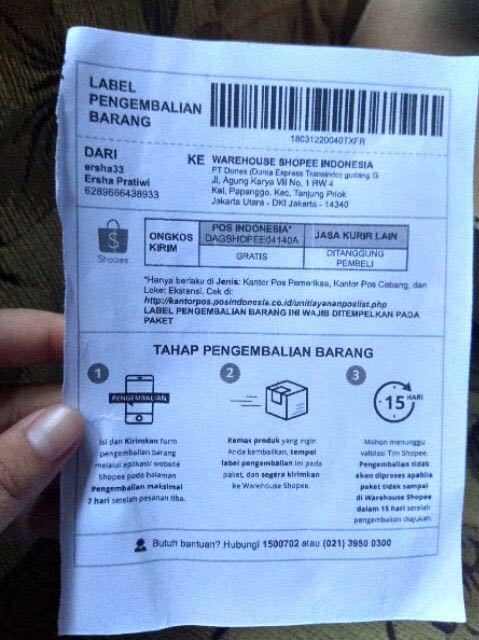 LABEL
PENGEMBALIAN
BARANG
18031220040TXFR
DARI
ersha33
Ersha Pratiwi
6289666438933
KE WAREHOUSE SHOPEE INDONESIA
PT Dunex (Dunia Express Transindo) gudang G
Jl. Agung Karya VII No. 1 RW 4
Kel. Papanggo, Kec. Tanjung Priok
Jakarta Utara - DKI Jakarta - 14340
Shopee
ONGKOS
KIRIM
POS INDONESIA*
DAGSHOPEE04140A
JASA KURIR LAIN
GRATIS
DITANGGUNG
PEMBELI
*Hanya berlaku di Jenis: Kantor Pos Pemeriksa, Kantor Pos Cabang, dan
Loket Ekstensi. Cek di:
http://kantorpos.posindonesia.co.id/unitlayananposlist.php
LABEL PENGEMBALIAN BARANG INI WAJIB DITEMPELKAN PADA
PAKET
TAHAP PENGEMBALIAN BARANG
1
PENGEMBALIAN
Isi dan Kirimkan form
pengembalian barang
melalui aplikasi/ website
Shopee pada halaman
Pengembalian maksimal
7 hari setelah pesanan tiba.
2
Kemas produk yang ingin
Anda kembalikan, tempel
label pengembalian ini pada
paket, dan segera kirimkan
ke Warehouse Shopee.
3
15 HARI
Mohon menunggu
validasi Tim Shopee.
Pengembalian tidak
akan diproses apabila
paket tidak sampai
di Warehouse Shopee
dalam 15 hari setelah
pengembalian diajukan.
Butuh bantuan? Hubungi 1500702 atau (021) 3950 0300